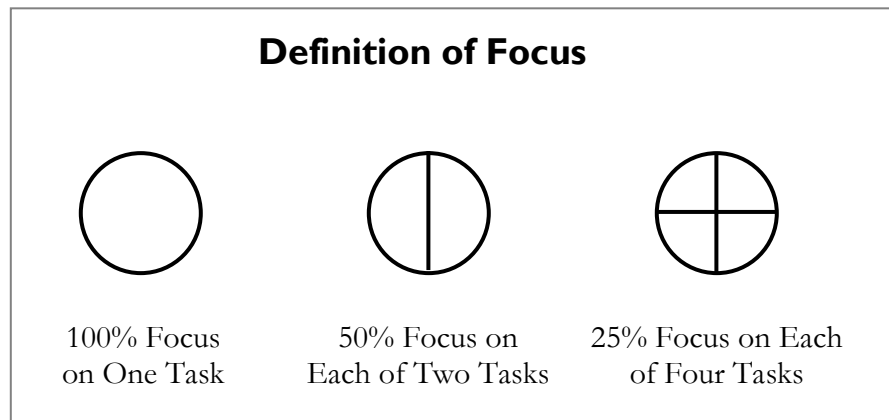 Definition of Focus
100% Focus
on One Task
50% Focus on
Each of Two Tasks
25% Focus on Each
of Four Tasks